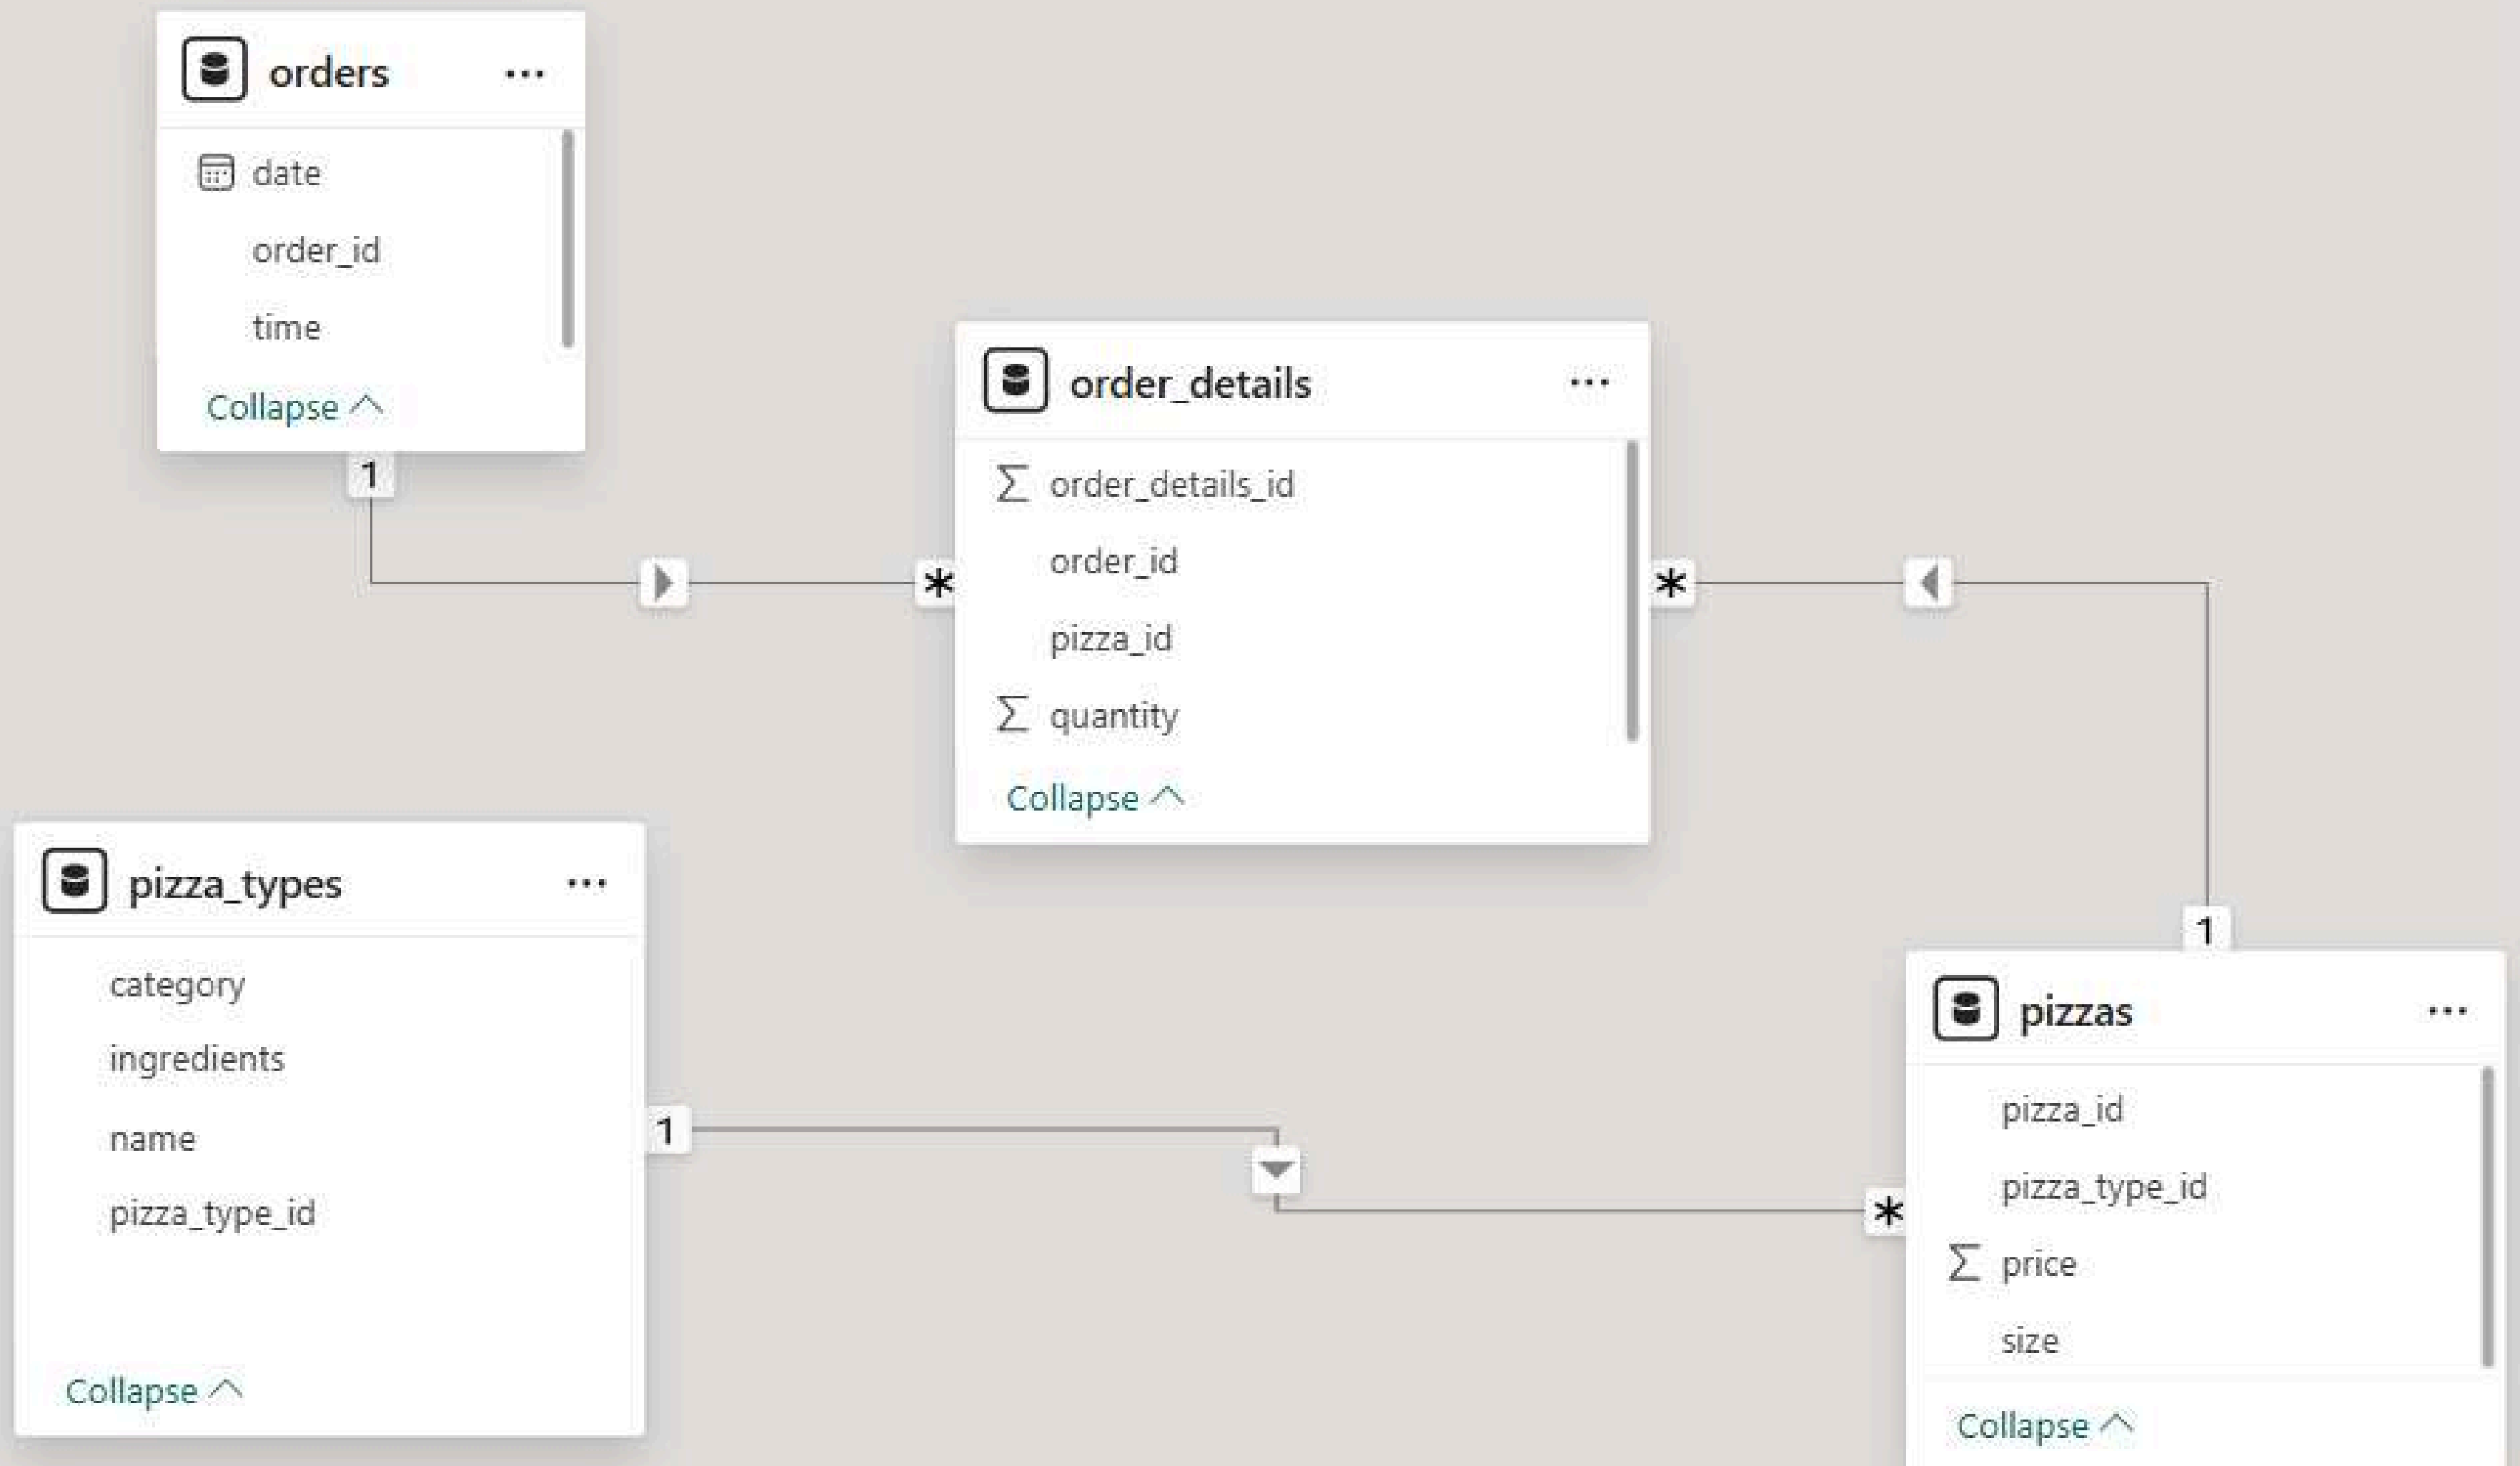 orders
date
order_id
time
Collapse
1
*
order_details
order_details_id
order_id
pizza_id
quantity
Collapse
*
1
pizza_types
category
ingredients
name
pizza_type_id
Collapse
1
*
pizzas
pizza_id
pizza_type_id
price
size
Collapse